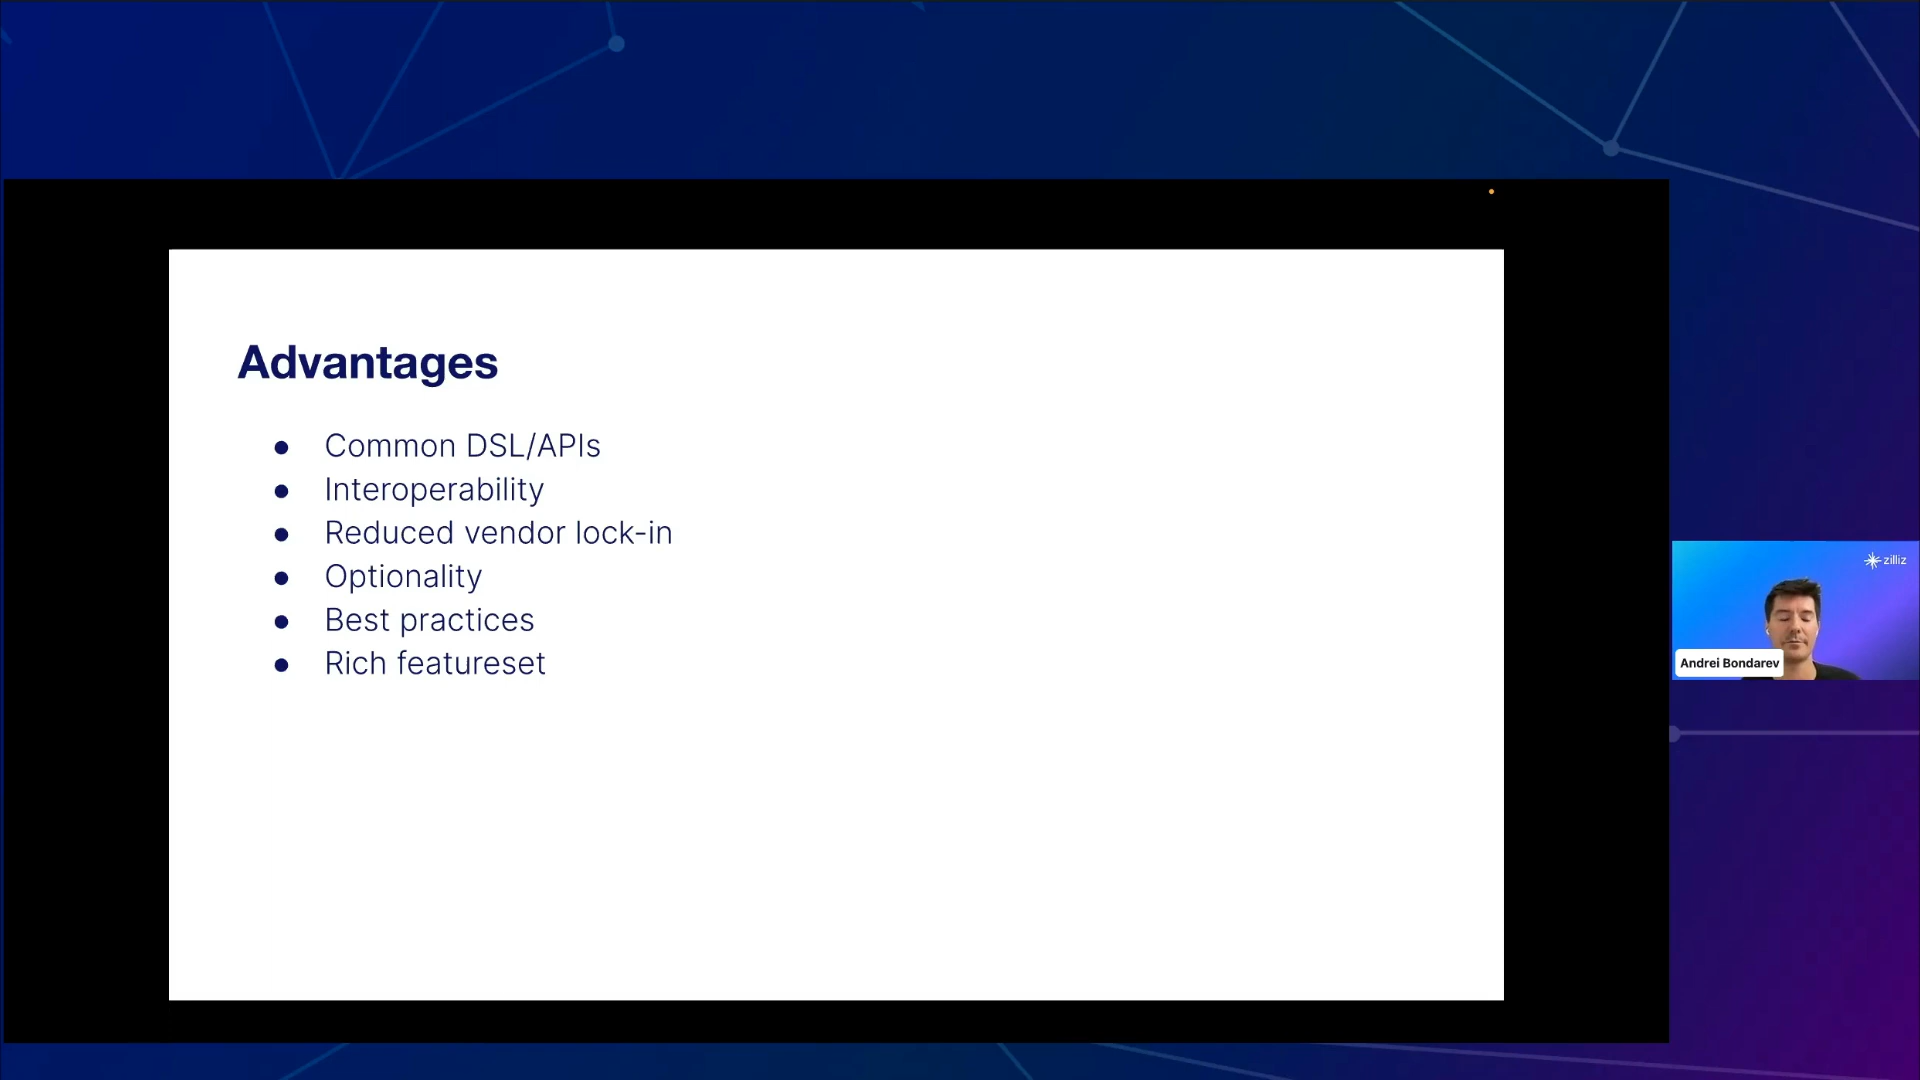 Advantages
● Common DSL/APIs
● Interoperability
● Reduced vendor lock-in
● Optionality
● Best practices
● Rich featureset
zilliz
Andrei Bondarev